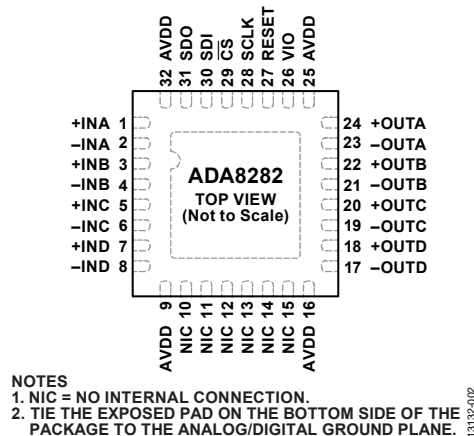 32 AVDD
31 SDO
30 SDI
29 CS
28 SCLK
27 RESET
26 VIO
25 AVDD
+INA 1
–INA 2
+INB 3
–INB 4
+INC 5
–INC 6
+IND 7
–IND 8
ADA8282
TOP VIEW
(Not to Scale)
24 +OUTA
23 –OUTA
22 +OUTB
21 –OUTB
20 +OUTC
19 –OUTC
18 +OUTD
17 –OUTD
AVDD 9
NIC 10
NIC 11
NIC 12
NIC 13
NIC 14
NIC 15
AVDD 16
NOTES
1. NIC = NO INTERNAL CONNECTION.
2. TIE THE EXPOSED PAD ON THE BOTTOM SIDE OF THE
PACKAGE TO THE ANALOG/DIGITAL GROUND PLANE.
13132-002